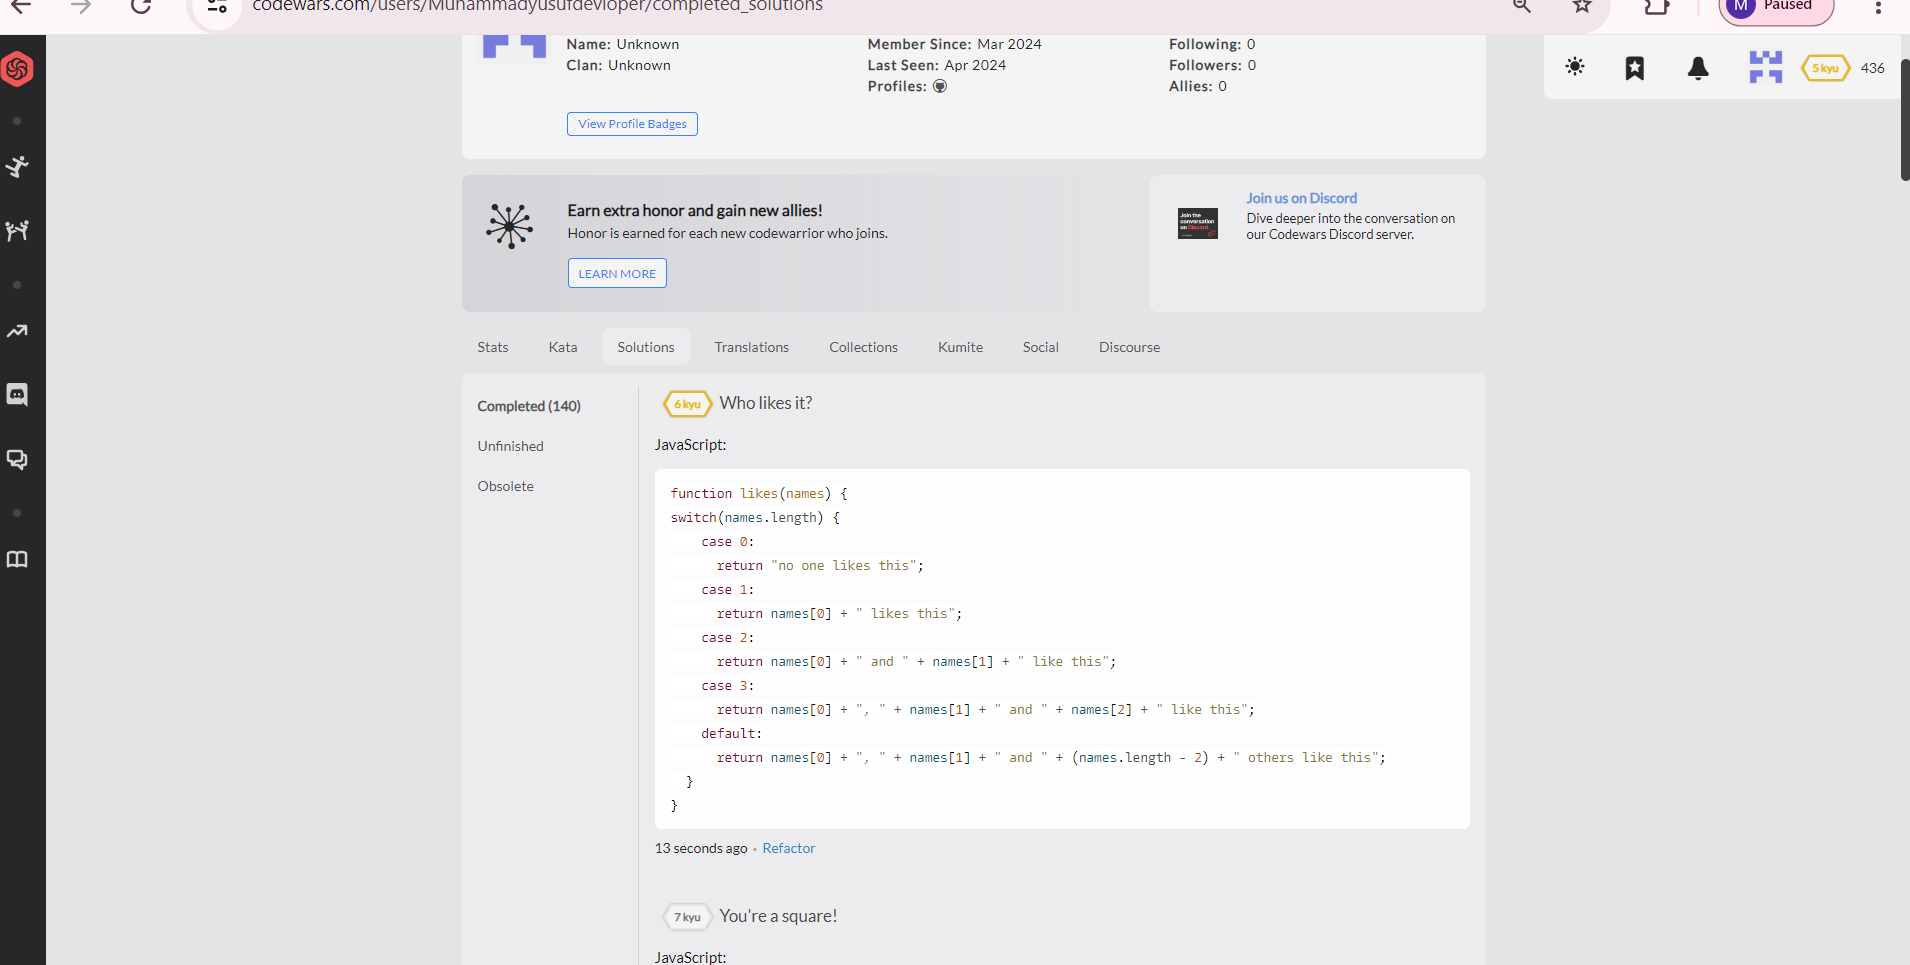 codewars.com/users/Muhammadyusufdevloper/completed_solutions
M Paused
Name: Unknown
Clan: Unknown
Member Since: Mar 2024
Last Seen: Apr 2024
Profiles:
Following: 0
Followers: 0
Allies: 0
View Profile Badges
5 kyu 436
Earn extra honor and gain new allies!
Honor is earned for each new codewarrior who joins.
LEARN MORE
Join the
conversation
on Discord.
Join us on Discord
Dive deeper into the conversation on
our Codewars Discord server.
Stats Kata Solutions Translations Collections Kumite Social Discourse
Completed (140)
Unfinished
Obsolete
6 kyu Who likes it?
JavaScript:
function likes(names) {
switch(names.length) {
    case 0:
      return "no one likes this";
    case 1:
      return names[0] + " likes this";
    case 2:
      return names[0] + " and " + names[1] + " like this";
    case 3:
      return names[0] + ", " + names[1] + " and " + names[2] + " like this";
    default:
      return names[0] + ", " + names[1] + " and " + (names.length - 2) + " others like this";
  }
}
13 seconds ago • Refactor
7 kyu You're a square!
JavaScript: